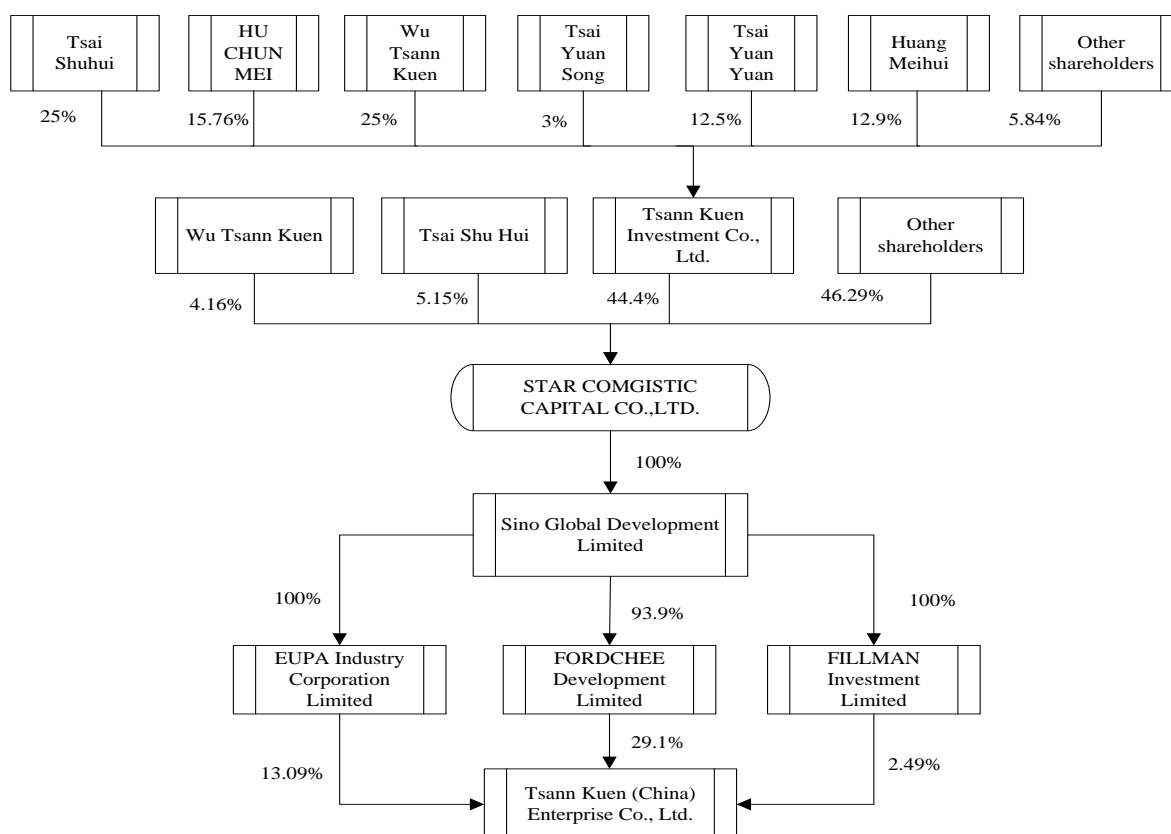 Tsai
Shuhui
HU
CHUN
MEI
Wu
Tsann
Kuen
Tsai
Yuan
Song
Tsai
Yuan
Yuan
Huang
Meihui
Other
shareholders
25%
15.76%
25%
3%
12.5%
12.9%
5.84%
Wu Tsann Kuen
Tsai Shu Hui
Tsann Kuen
Investment Co.,
Ltd.
Other
shareholders
4.16%
5.15%
44.4%
46.29%
STAR COMGISTIC
CAPITAL CO.,LTD.
100%
Sino Global Development
Limited
100%
93.9%
100%
EUPA Industry
Corporation
Limited
FORDCHEE
Development
Limited
FILLMAN
Investment
Limited
13.09%
29.1%
2.49%
Tsann Kuen (China)
Enterprise Co., Ltd.